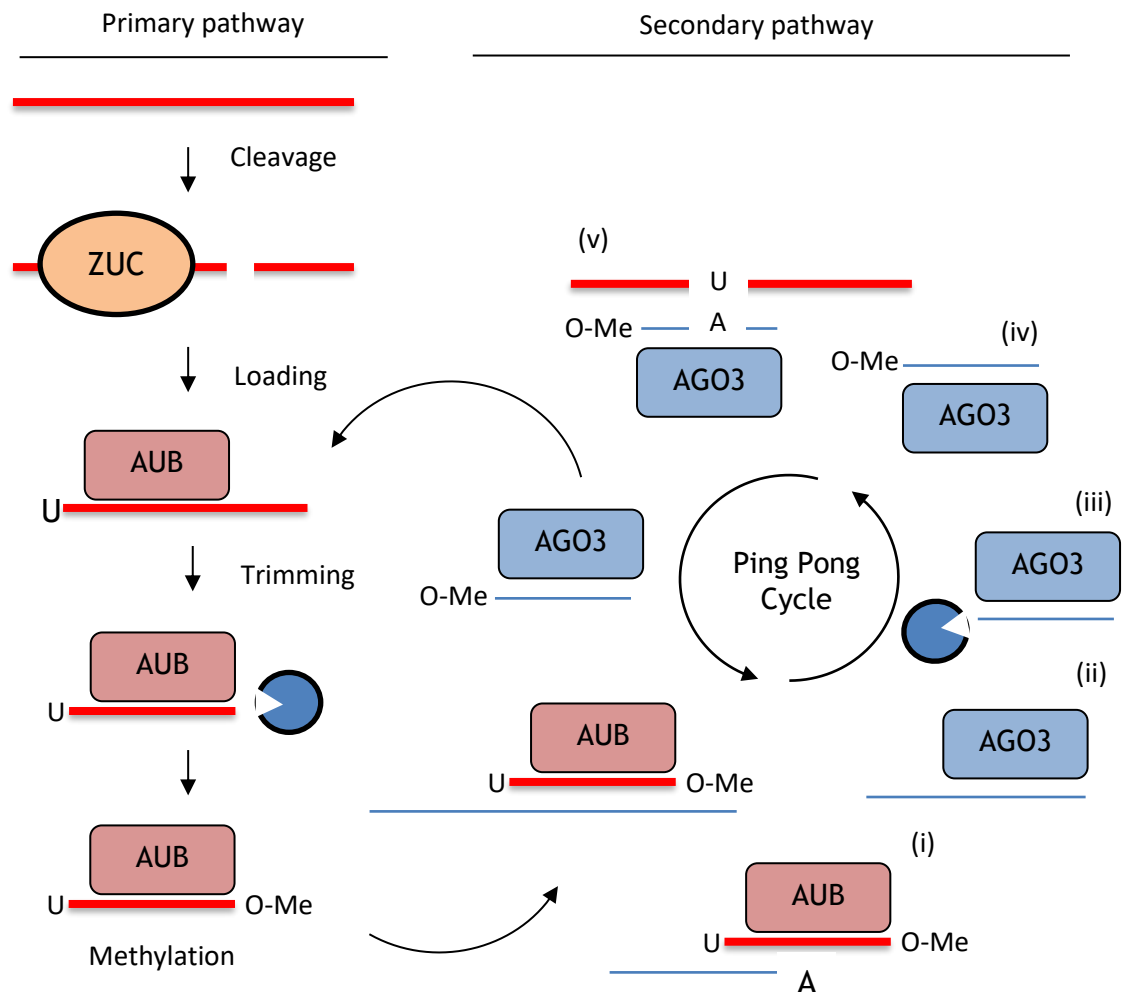 Primary pathway
Cleavage
ZUC
Loading
AUB
U
Trimming
AUB
U
AUB
U
O-Me
Methylation
Secondary pathway
(v)
U
O-Me
A
AGO3
(iv)
O-Me
AGO3
(iii)
AGO3
AGO3
O-Me
Ping Pong
Cycle
(ii)
AGO3
AUB
U
O-Me
(i)
AUB
U
O-Me
A